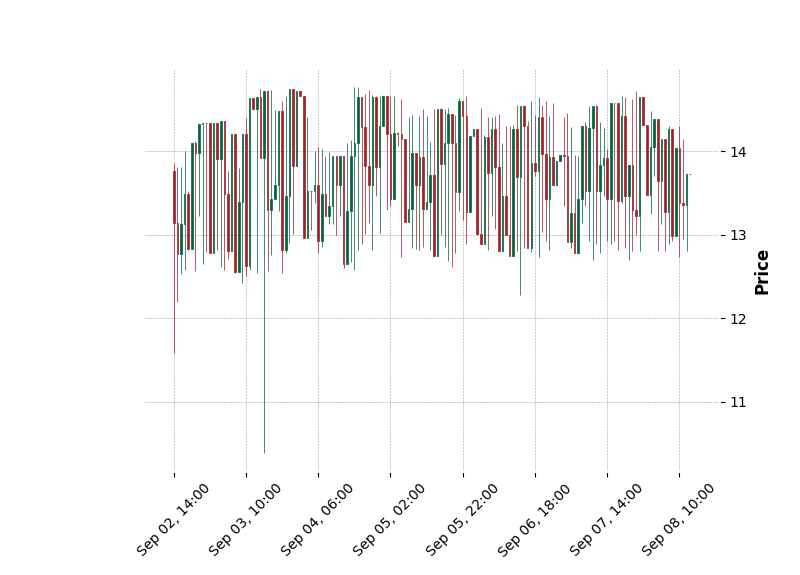 14
13
12
11
Price
Sep 02, 14:00
Sep 03, 10:00
Sep 04, 06:00
Sep 05, 02:00
Sep 05, 22:00
Sep 06, 18:00
Sep 07, 14:00
Sep 08, 10:00